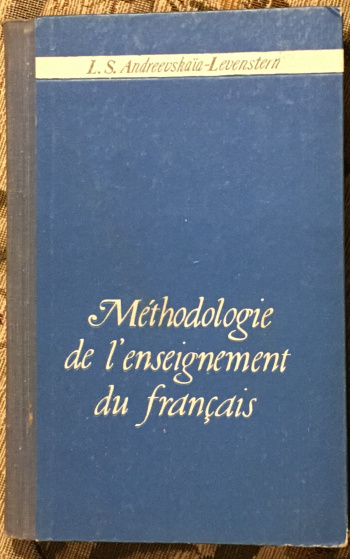 L. S. Andreevskaïa-Levenstern
Méthodologie
de l'enseignement
du français